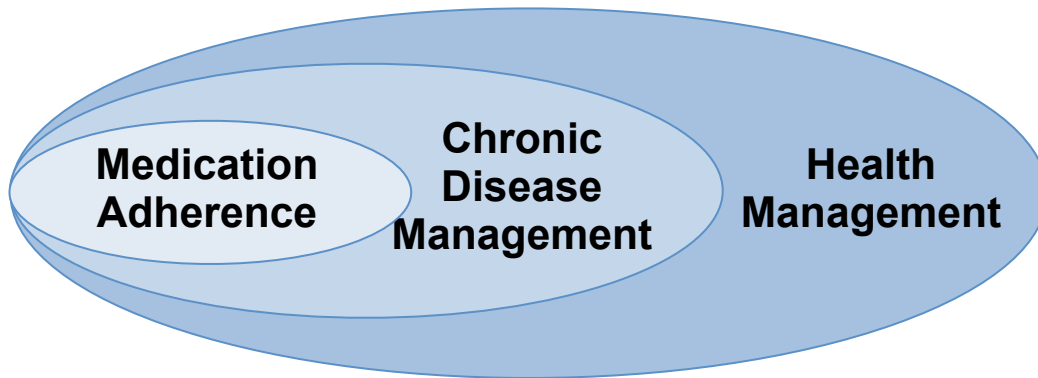 Medication
Adherence
Chronic
Disease
Management
Health
Management